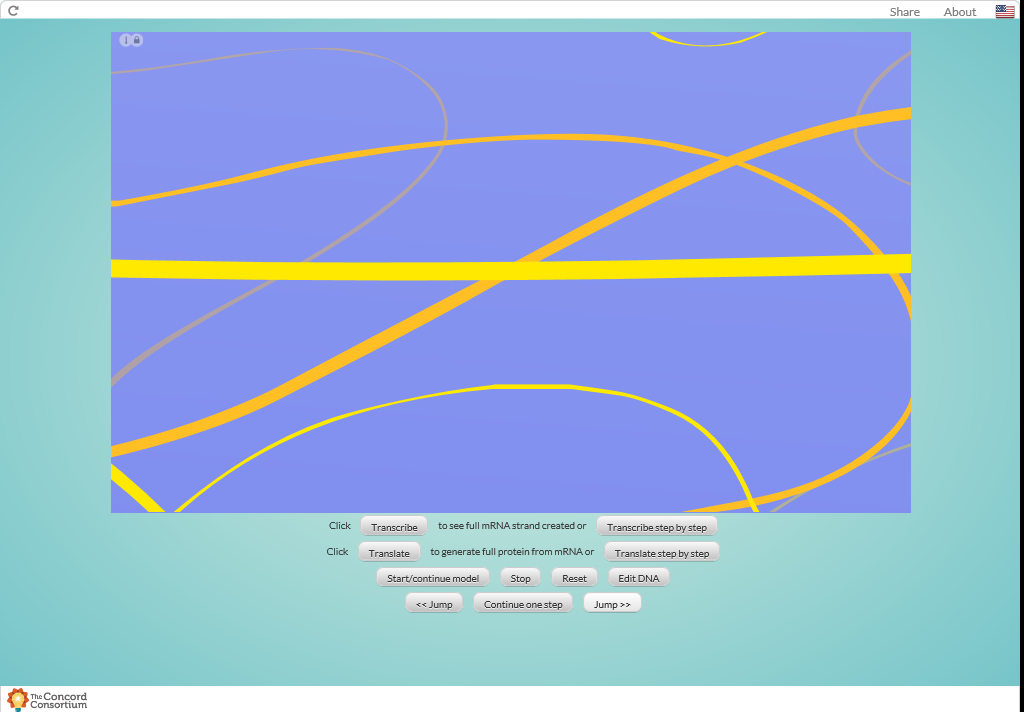 Share About
Click Transcribe to see full mRNA strand created or Transcribe step by step
Click Translate to generate full protein from mRNA or Translate step by step
Start/continue model Stop Reset Edit DNA
<< Jump Continue one step Jump >>
The Concord
Consortium